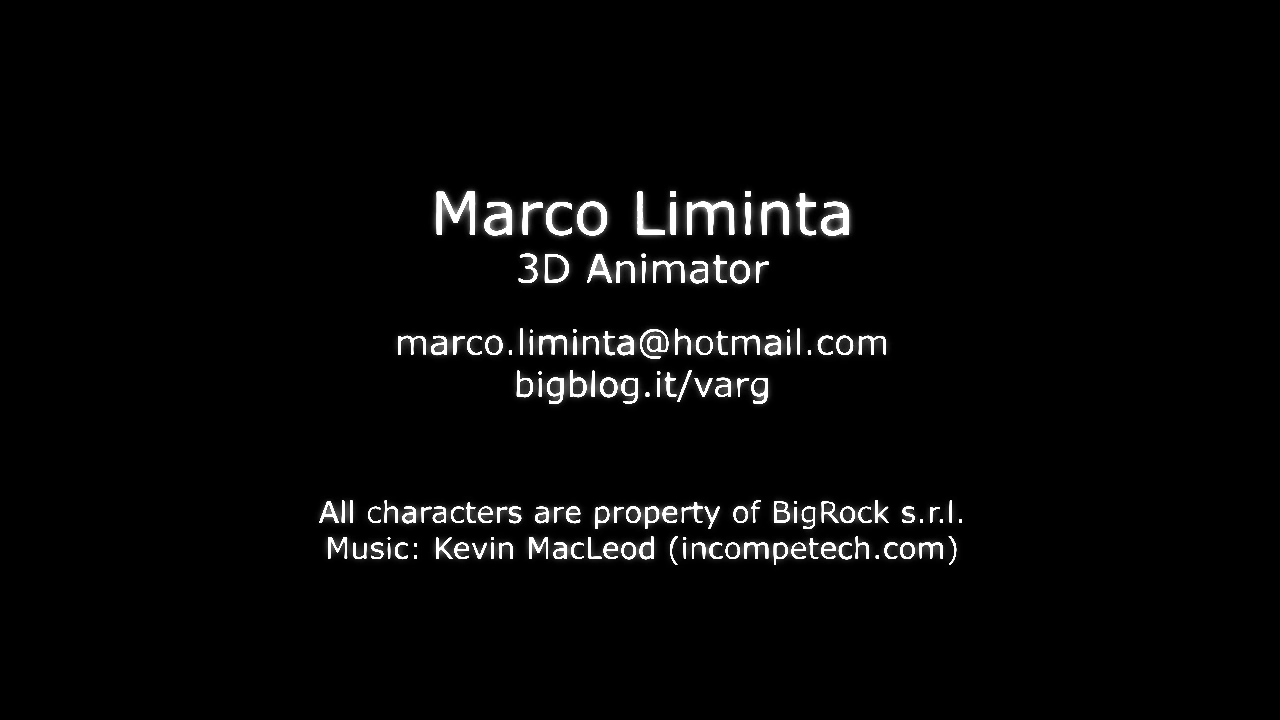 Marco Liminta
3D Animator
marco.liminta@hotmail.com
bigblog.it/varg
All characters are property of BigRock s.r.l.
Music: Kevin MacLeod (incompetech.com)